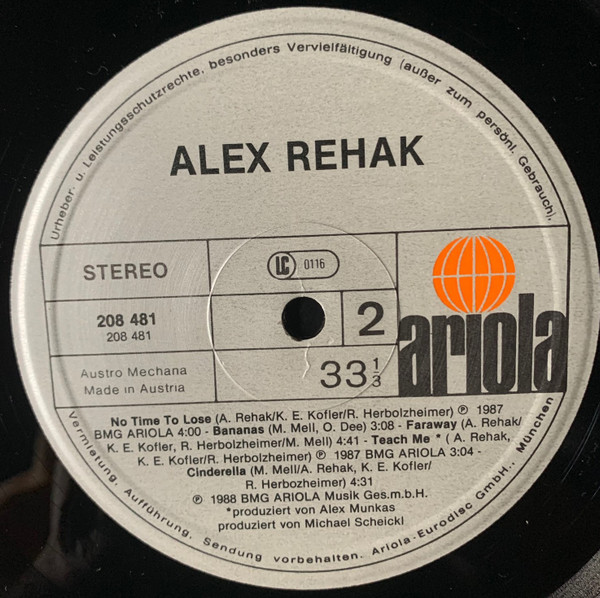 Urheber- u. Leistungsschutzrechte, besonders Vervielfältigung (außer zum persönl. Gebrauch),
ALEX REHAK
STEREO
LC 0116
208 481
208 481
2
Austro Mechana
Made in Austria
33 1/3
ariola
No Time To Lose (A. Rehak/K. E. Kofler/R. Herbolzheimer) ℗ 1987
BMG ARIOLA 4:00 - Bananas (M. Mell, O. Dee) 3:08 - Faraway (A. Rehak/
K. E. Kofler, R. Herbolzheimer/M. Mell) 4:41 - Teach Me * ( A. Rehak,
K. E. Kofler/R. Herbolzheimer) ℗ 1987 BMG ARIOLA 3:04 -
Cinderella (M. Mell/A. Rehak, K. E. Kofler/
R. Herbozheimer) 4:31
℗ 1988 BMG ARIOLA Musik Ges.m.b.H.
*produziert von Alex Munkas
produziert von Michael Scheickl
Vermietung, Aufführung, Sendung vorbehalten. Ariola-Eurodisc GmbH., München